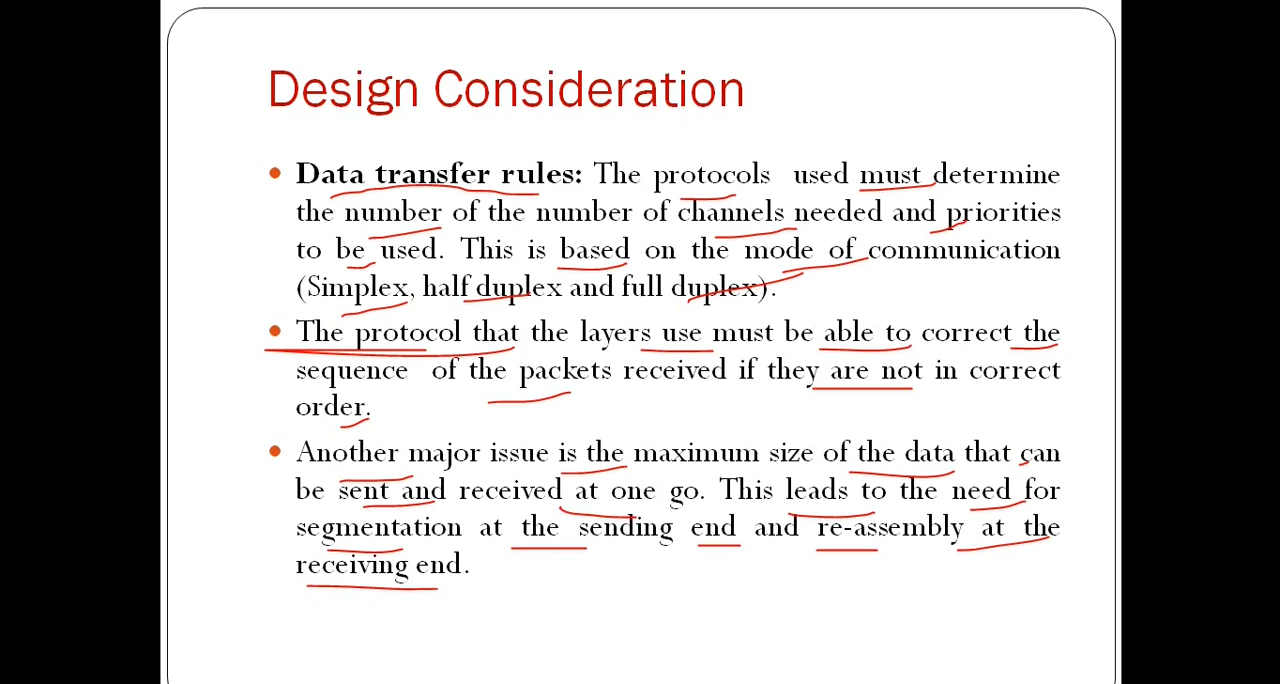 Design Consideration
• Data transfer rules: The protocols used must determine
the number of the number of channels needed and priorities
to be used. This is based on the mode of communication
(Simplex, half duplex and full duplex).
• The protocol that the layers use must be able to correct the
sequence of the packets received if they are not in correct
order.
• Another major issue is the maximum size of the data that can
be sent and received at one go. This leads to the need for
segmentation at the sending end and re-assembly at the
receiving end.